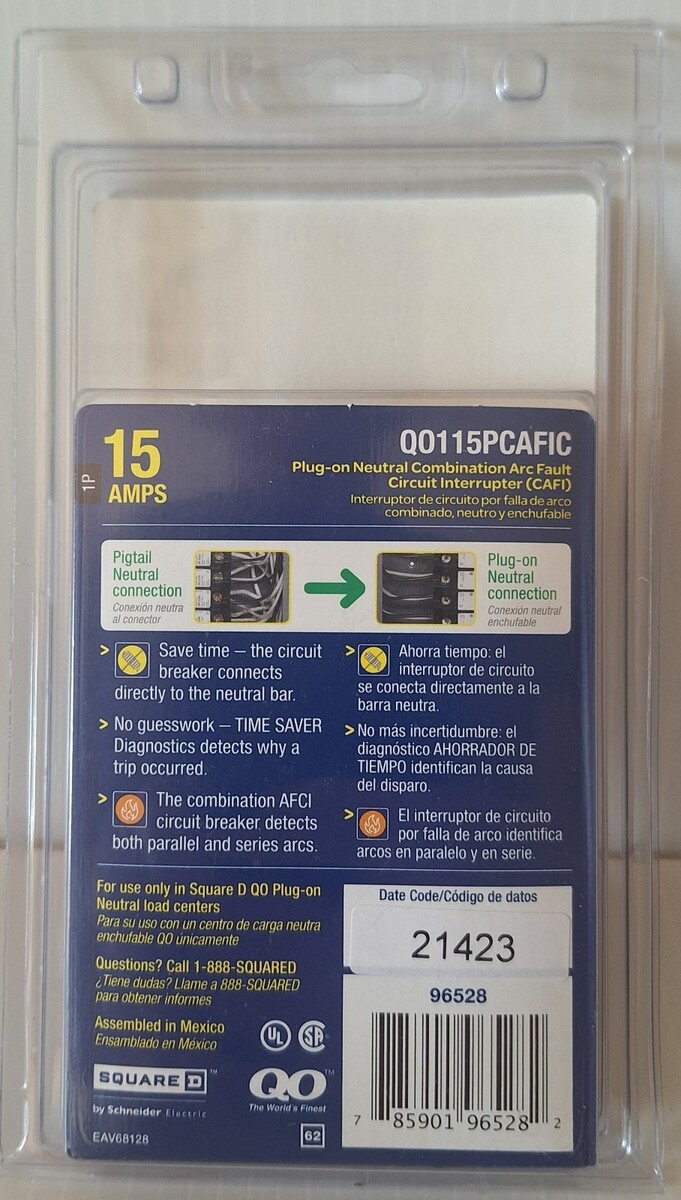 1P
15
AMPS
QO115PCAFIC
Plug-on Neutral Combination Arc Fault
Circuit Interrupter (CAFI)
Interruptor de circuito por falla de arco
combinado, neutro y enchufable
Pigtail
Neutral
connection
Conexión neutra
al conector
Plug-on
Neutral
connection
Conexión neutral
enchufable
> Save time – the circuit
breaker connects
directly to the neutral bar.
> No guesswork – TIME SAVER
Diagnostics detects why a
trip occurred.
> The combination AFCI
circuit breaker detects
both parallel and series arcs.
> Ahorra tiempo: el
interruptor de circuito
se conecta directamente a la
barra neutra.
> No más incertidumbre: el
diagnóstico AHORRADOR DE
TIEMPO identifican la causa
del disparo.
> El interruptor de circuito
por falla de arco identifica
arcos en paralelo y en serie.
For use only in Square D QO Plug-on
Neutral load centers
Para su uso con un centro de carga neutra
enchufable QO únicamente
Questions? Call 1-888-SQUARED
¿Tiene dudas? Llame a 888-SQUARED
para obtener informes
Assembled in Mexico
Ensamblado en México
UL
SA
SQUARE D™
by Schneider Electric
EAV68128
QO™
The World's Finest
62
Date Code/Código de datos
21423
96528
7 85901 96528 2